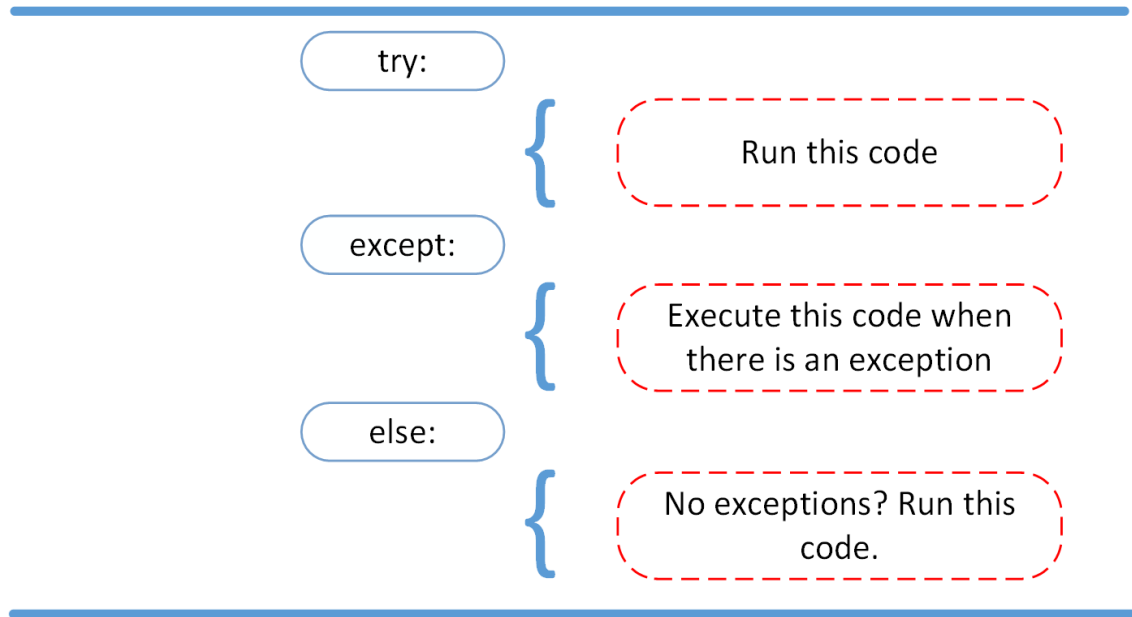 try:
Run this code
except:
Execute this code when
there is an exception
else:
No exceptions? Run this
code.